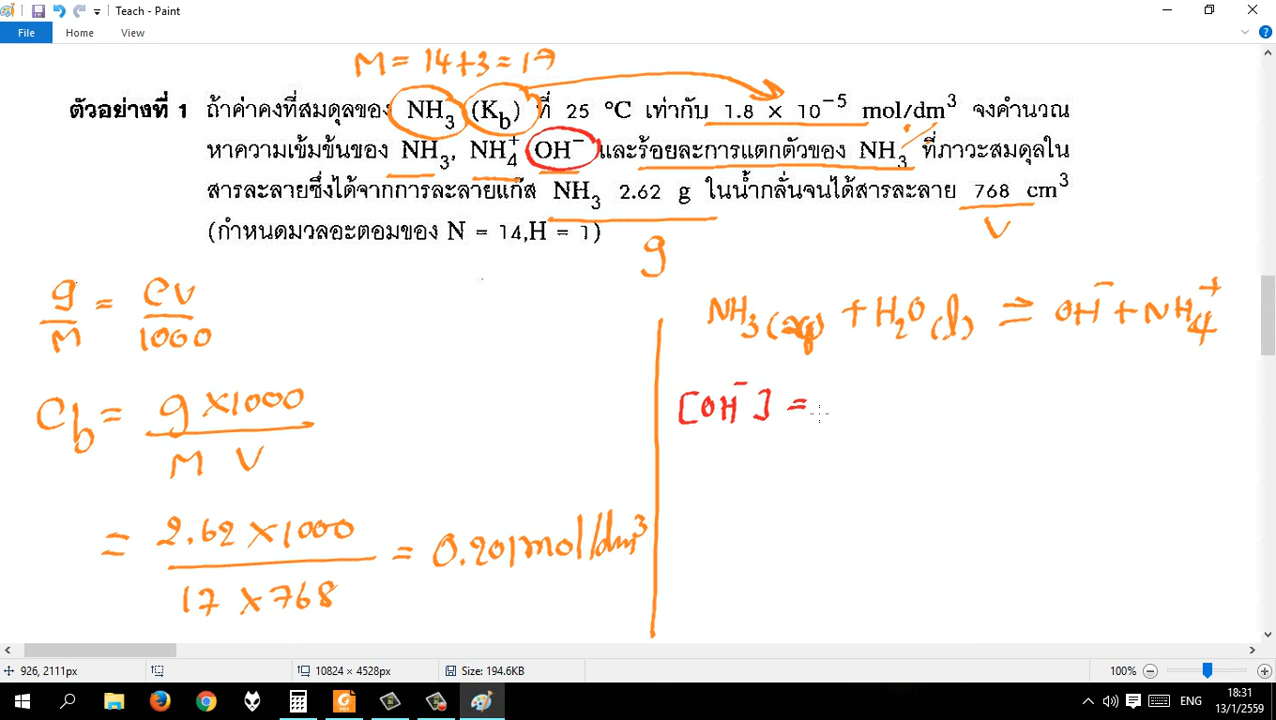 Teach - Paint
File Home View
M = 14+3 = 17
ตัวอย่างที่ 1 ถ้าค่าคงที่สมดุลของ NH₃ (K_b) ที่ 25 °C เท่ากับ 1.8 × 10⁻⁵ mol/dm³ จงคำนวณ
หาความเข้มข้นของ NH₃, NH₄⁺ OH⁻ และร้อยละการแตกตัวของ NH₃ ที่ภาวะสมดุลใน
สารละลายซึ่งได้จากการละลายแก๊ส NH₃ 2.62 g ในน้ำกลั่นจนได้สารละลาย 768 cm³
(กำหนดมวลอะตอมของ N = 14,H = 1)
g
V
g/M = CV/1000
NH₃(aq) + H₂O(l) ⇌ OH⁻ + NH₄⁺
C_b = g×1000 / M V
[OH⁻] =
= 2.62×1000 / 17×768 = 0.201mol/dm³
926, 2111px 10824 × 4528px Size: 194.6KB 100%
ENG 18:31
13/1/2559